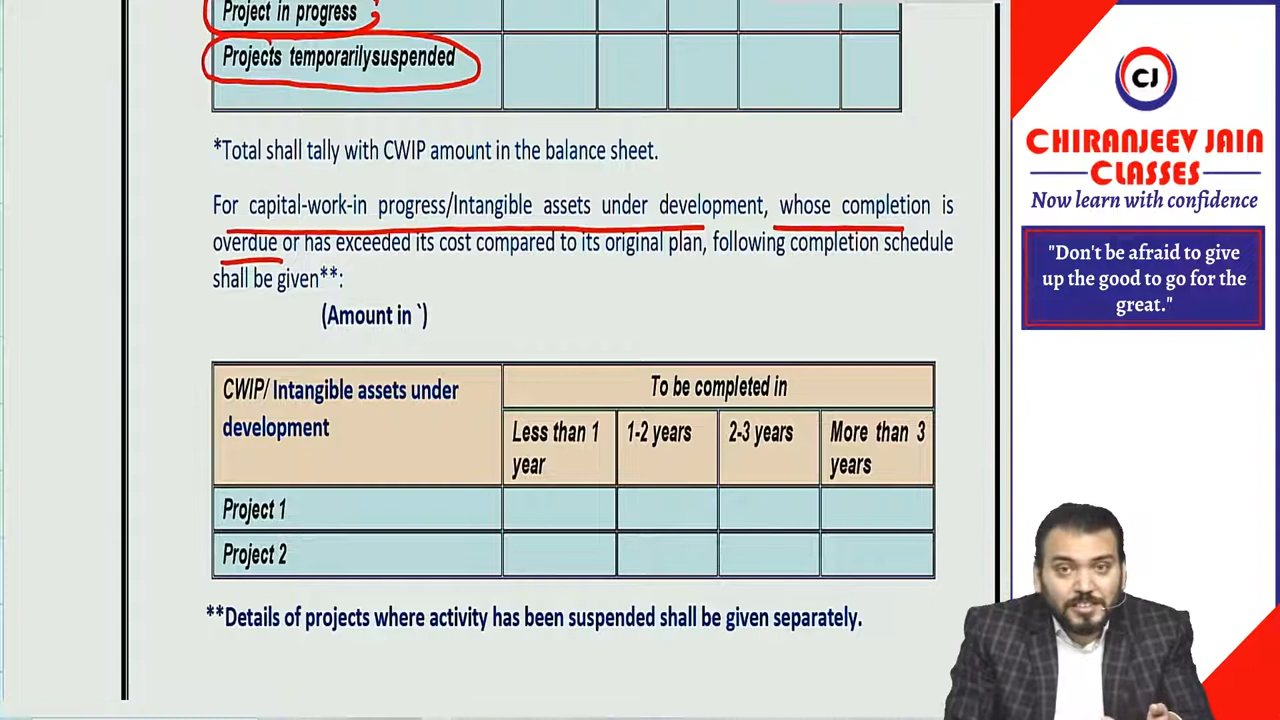 Project in progress
Projects temporarilysuspended
*Total shall tally with CWIP amount in the balance sheet.
For capital-work-in progress/Intangible assets under development, whose completion is
overdue or has exceeded its cost compared to its original plan, following completion schedule
shall be given**:
(Amount in `)
CWIP/ Intangible assets under
development
To be completed in
Less than 1
year
1-2 years
2-3 years
More than 3
years
Project 1
Project 2
**Details of projects where activity has been suspended shall be given separately.
CJ
CHIRANJEEV JAIN
CLASSES
Now learn with confidence
"Don't be afraid to give
up the good to go for the
great."